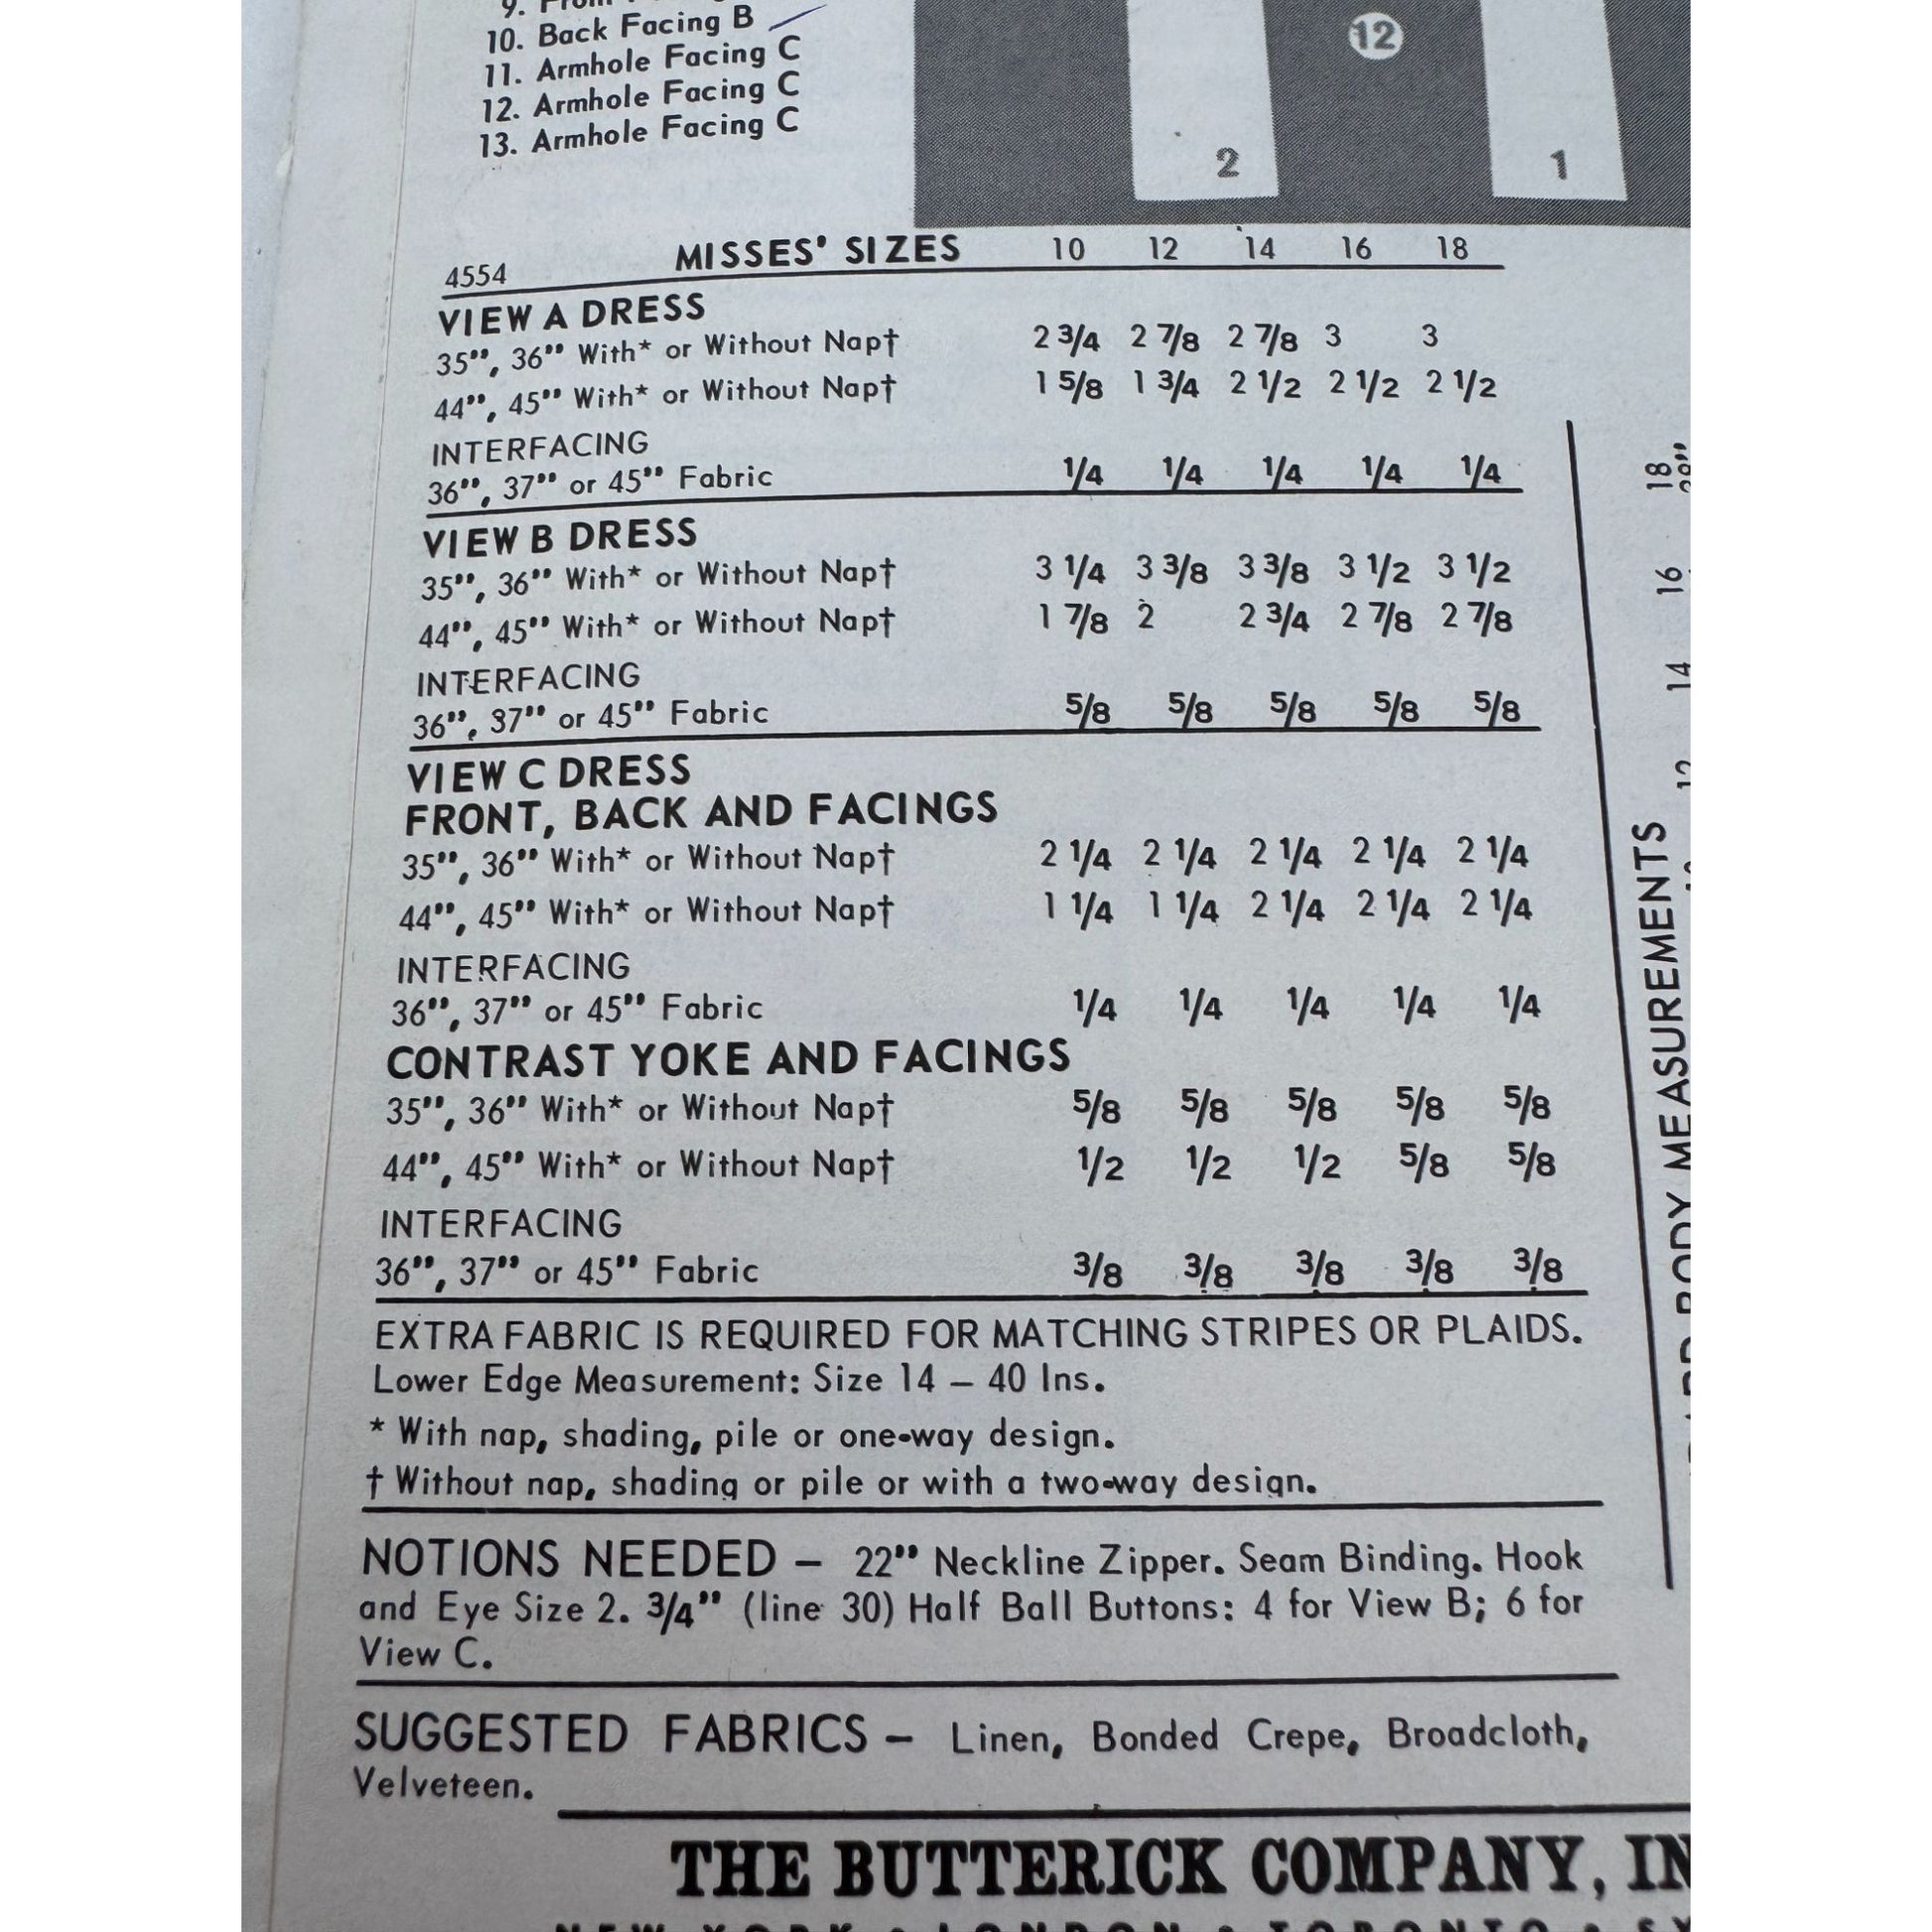 9.
10. Back Facing B
11. Armhole Facing C
12. Armhole Facing C
13. Armhole Facing C
12
2
1
4554 MISSES' SIZES 10 12 14 16 18
VIEW A DRESS
35", 36" With* or Without Nap† 2 3/4 2 7/8 2 7/8 3 3
44", 45" With* or Without Nap† 1 5/8 1 3/4 2 1/2 2 1/2 2 1/2
INTERFACING
36", 37" or 45" Fabric 1/4 1/4 1/4 1/4 1/4
VIEW B DRESS
35", 36" With* or Without Nap† 3 1/4 3 3/8 3 3/8 3 1/2 3 1/2
44", 45" With* or Without Nap† 1 7/8 2 2 3/4 2 7/8 2 7/8
INTERFACING
36", 37" or 45" Fabric 5/8 5/8 5/8 5/8 5/8
VIEW C DRESS
FRONT, BACK AND FACINGS
35", 36" With* or Without Nap† 2 1/4 2 1/4 2 1/4 2 1/4 2 1/4
44", 45" With* or Without Nap† 1 1/4 1 1/4 2 1/4 2 1/4 2 1/4
INTERFACING
36", 37" or 45" Fabric 1/4 1/4 1/4 1/4 1/4
CONTRAST YOKE AND FACINGS
35", 36" With* or Without Nap† 5/8 5/8 5/8 5/8 5/8
44", 45" With* or Without Nap† 1/2 1/2 1/2 5/8 5/8
INTERFACING
36", 37" or 45" Fabric 3/8 3/8 3/8 3/8 3/8
EXTRA FABRIC IS REQUIRED FOR MATCHING STRIPES OR PLAIDS.
Lower Edge Measurement: Size 14 – 40 Ins.
* With nap, shading, pile or one-way design.
† Without nap, shading or pile or with a two-way design.
NOTIONS NEEDED – 22" Neckline Zipper. Seam Binding. Hook
and Eye Size 2. 3/4" (line 30) Half Ball Buttons: 4 for View B; 6 for
View C.
SUGGESTED FABRICS – Linen, Bonded Crepe, Broadcloth,
Velveteen.
THE BUTTERICK COMPANY, IN
NEW YORK • LONDON • TORONTO • SY
BODY MEASUREMENTS
12 14 16 18